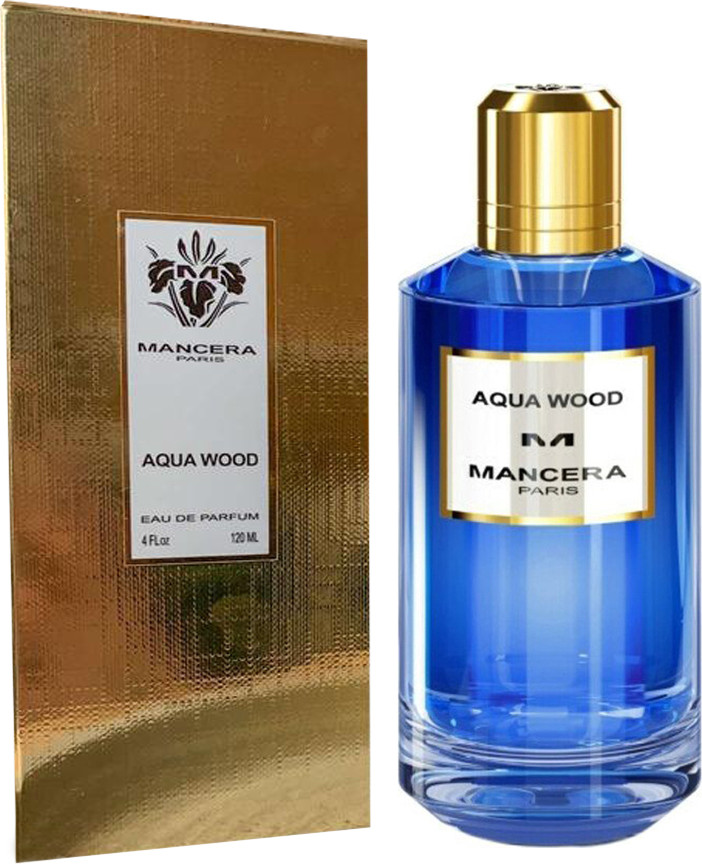 M
MANCERA
PARIS
AQUA WOOD
EAU DE PARFUM
4 FLoz 120 ML
AQUA WOOD
M
MANCERA
PARIS